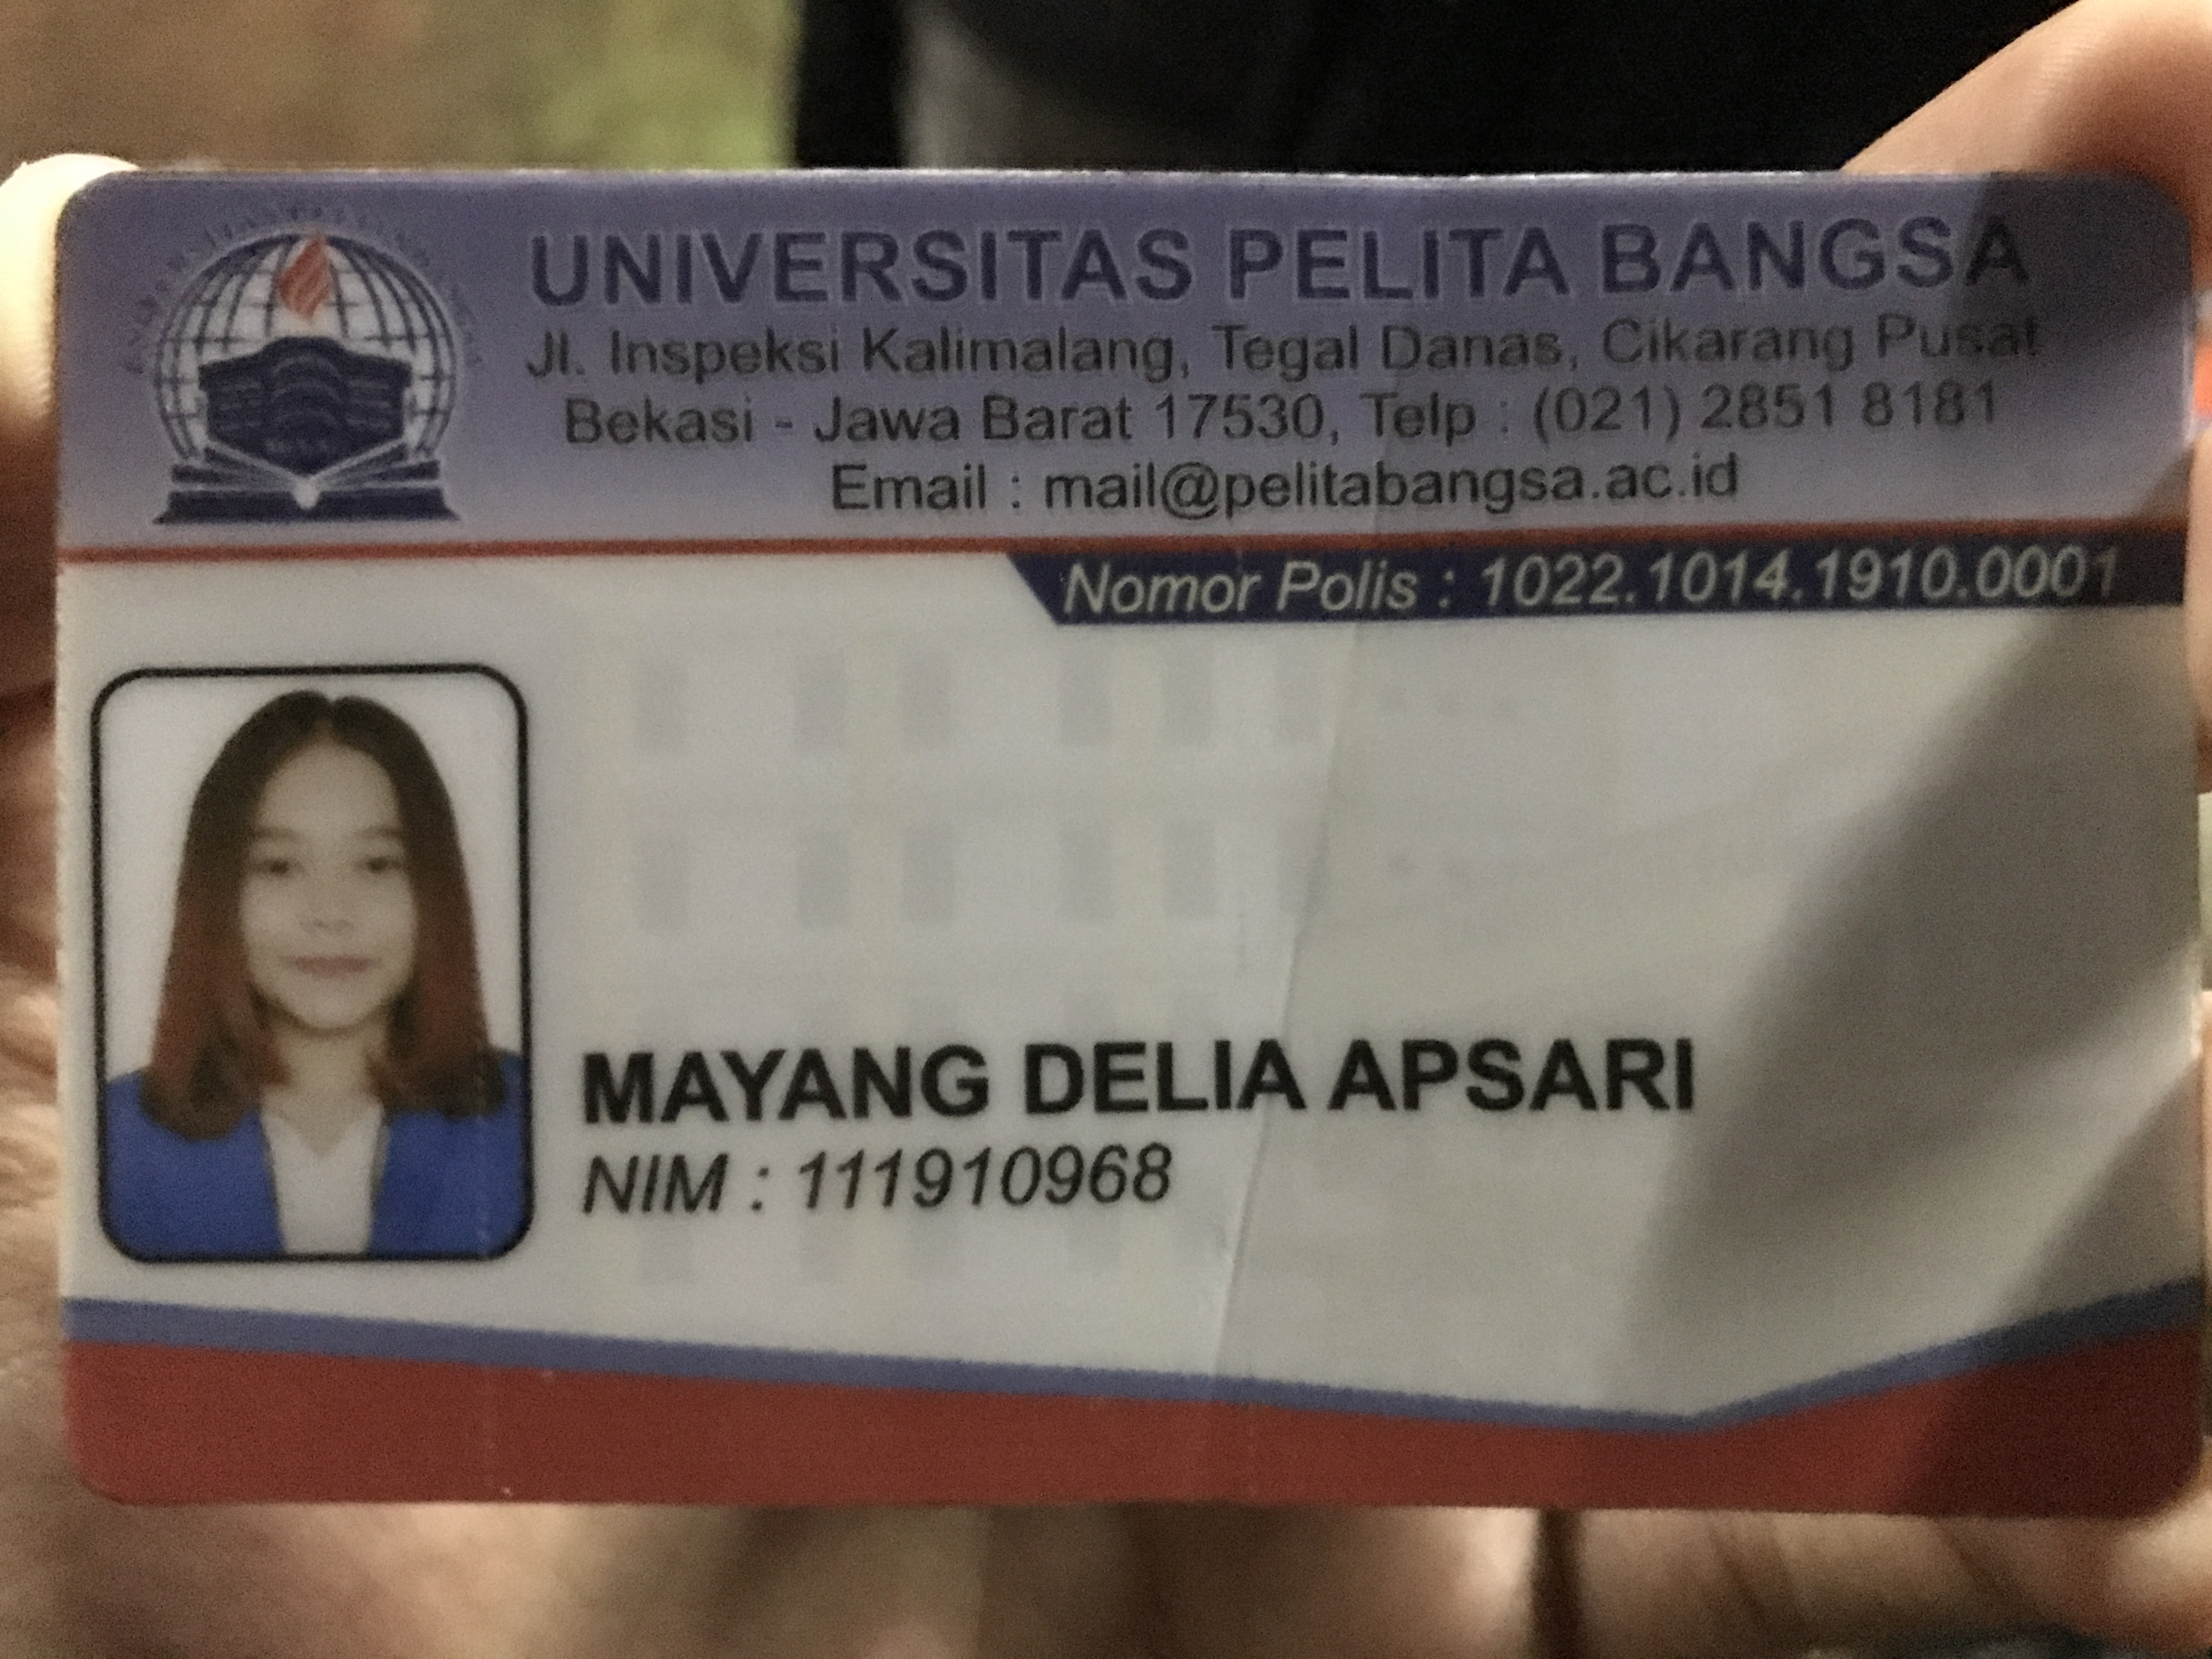 UNIVERSITAS PELITA BANGSA
Jl. Inspeksi Kalimalang, Tegal Danas, Cikarang Pusat
Bekasi - Jawa Barat 17530, Telp : (021) 2851 8181
Email : mail@pelitabangsa.ac.id
Nomor Polis : 1022.1014.1910.0001
MAYANG DELIA APSARI
NIM : 111910968